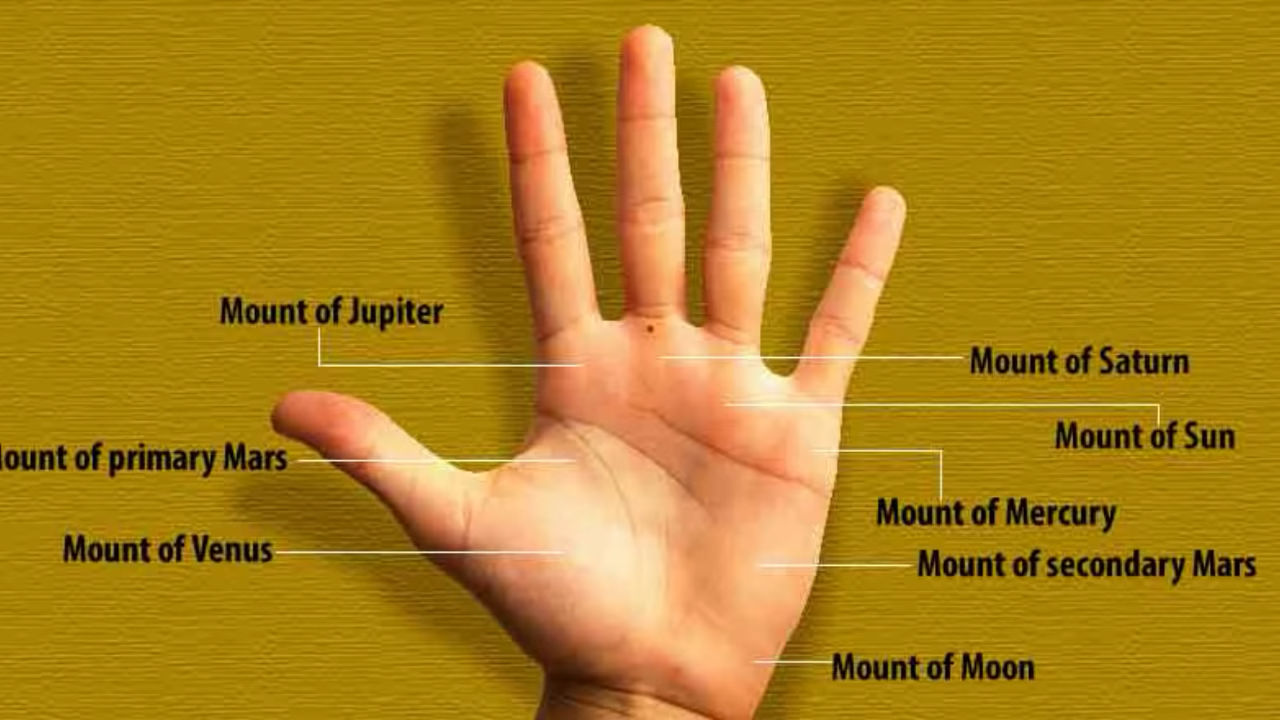 Mount of Jupiter
Mount of Saturn
Mount of Sun
Mount of primary Mars
Mount of Mercury
Mount of Venus
Mount of secondary Mars
Mount of Moon